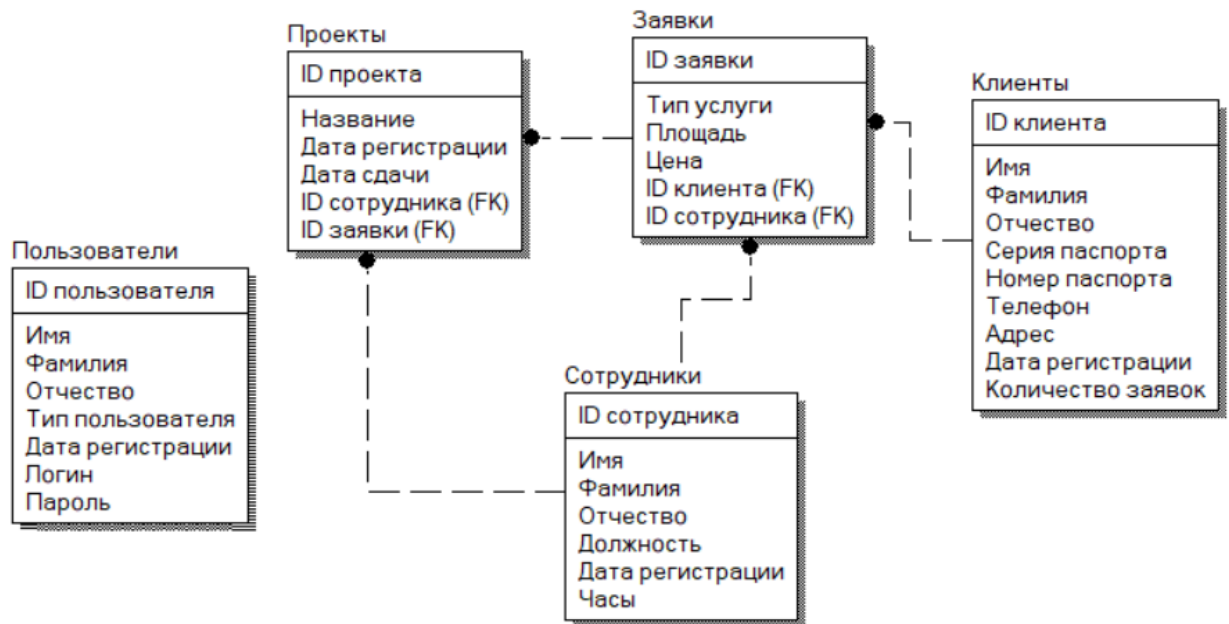 Проекты
ID проекта
Название
Дата регистрации
Дата сдачи
ID сотрудника (FK)
ID заявки (FK)
Заявки
ID заявки
Тип услуги
Площадь
Цена
ID клиента (FK)
ID сотрудника (FK)
Клиенты
ID клиента
Имя
Фамилия
Отчество
Серия паспорта
Номер паспорта
Телефон
Адрес
Дата регистрации
Количество заявок
Пользователи
ID пользователя
Имя
Фамилия
Отчество
Тип пользователя
Дата регистрации
Логин
Пароль
Сотрудники
ID сотрудника
Имя
Фамилия
Отчество
Должность
Дата регистрации
Часы